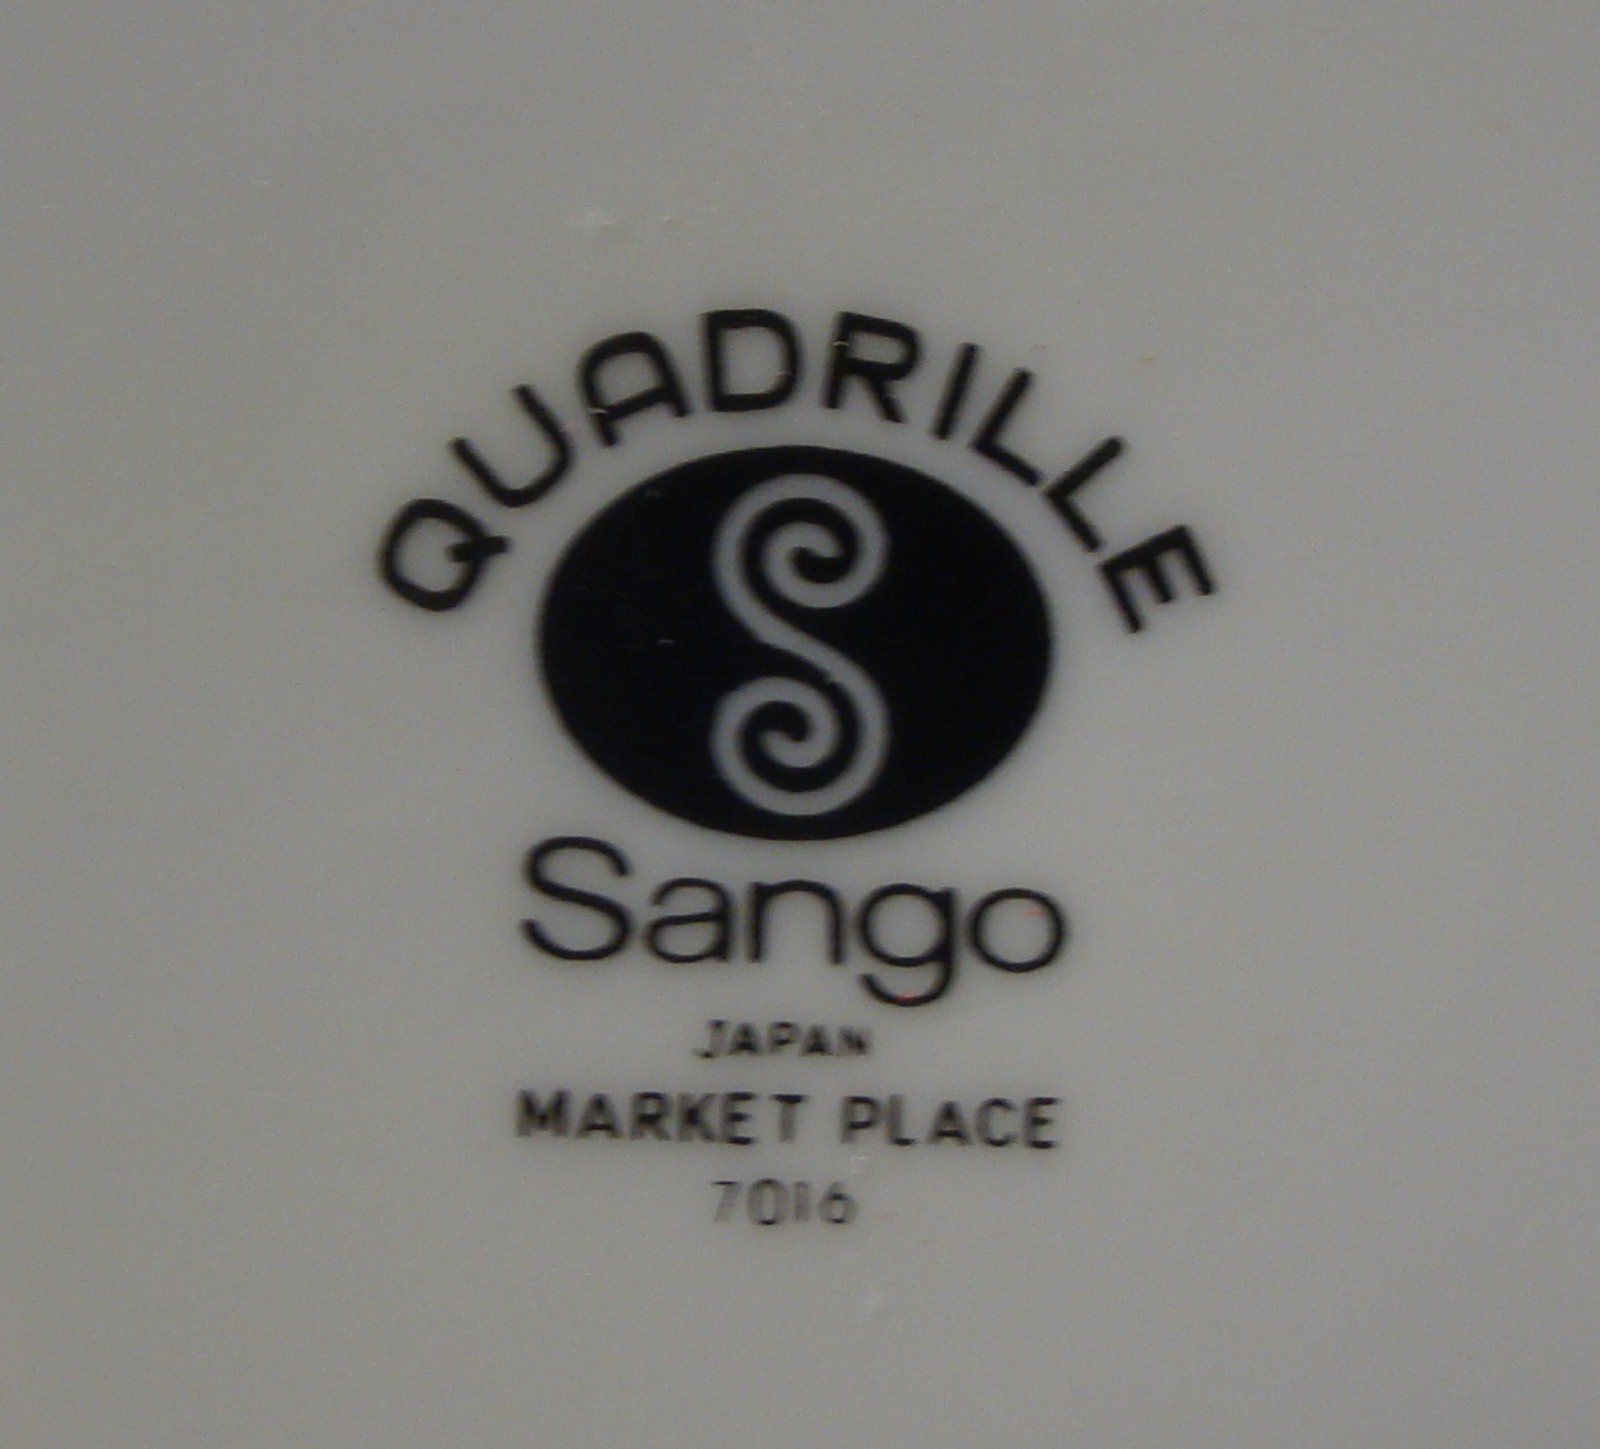 QUADRILLE
S
Sango
JAPAN
MARKET PLACE
7016